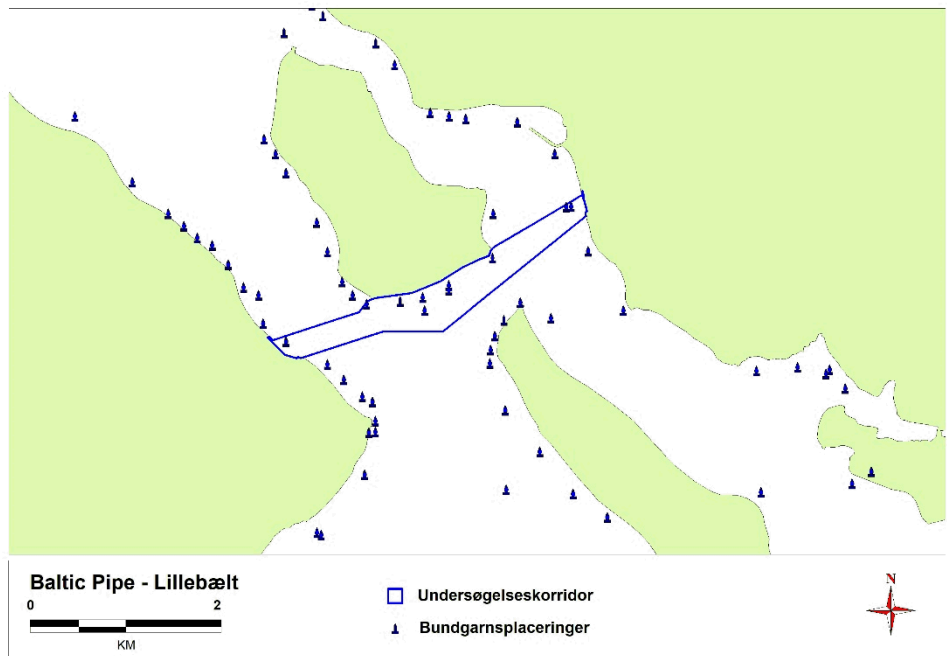 Baltic Pipe - Lillebælt
0 2
KM
Undersøgelseskorridor
Bundgarnsplaceringer
N